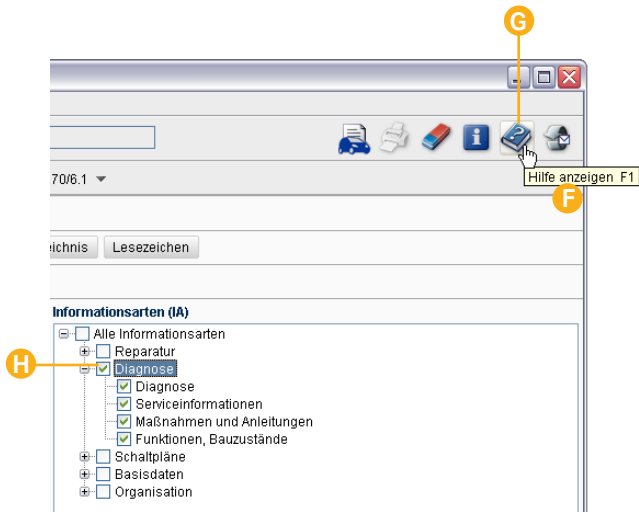 G
70/6.1
Hilfe anzeigen F1
F
eichnis Lesezeichen
Informationsarten (IA)
Alle Informationsarten
Reparatur
H
Diagnose
Diagnose
Serviceinformationen
Maßnahmen und Anleitungen
Funktionen, Bauzustände
Schaltpläne
Basisdaten
Organisation